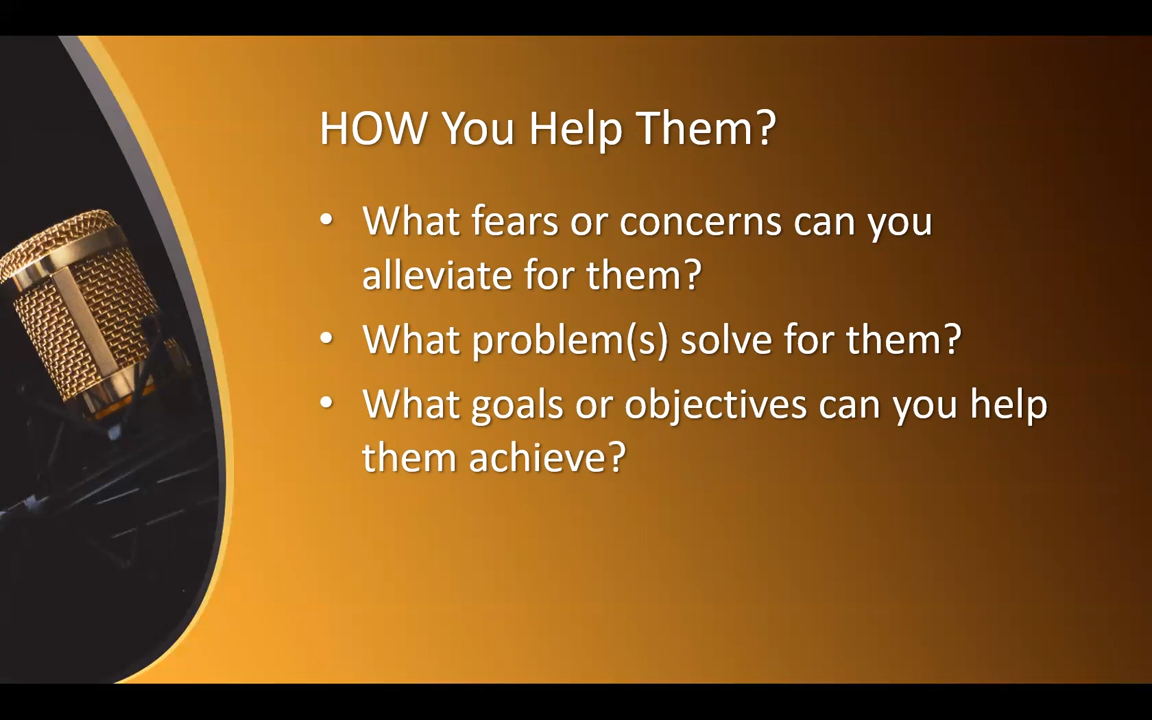 HOW You Help Them?
• What fears or concerns can you
alleviate for them?
• What problem(s) solve for them?
• What goals or objectives can you help
them achieve?